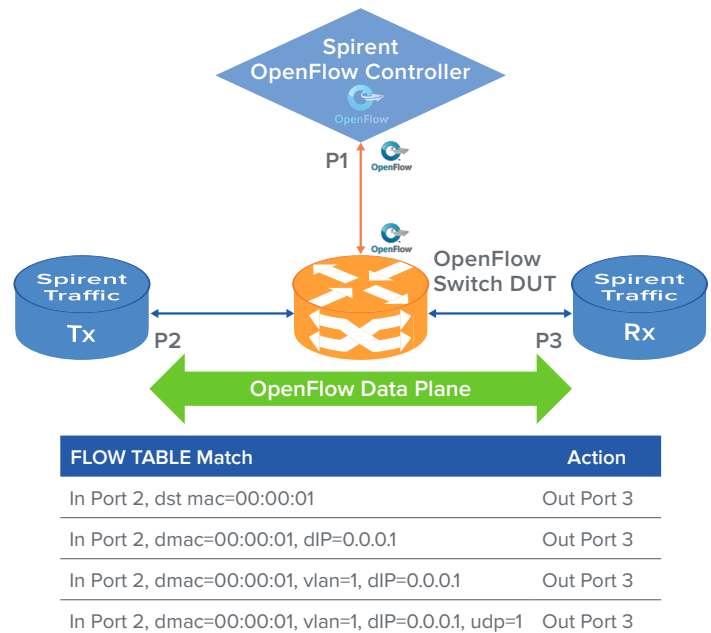 Spirent
OpenFlow Controller
OpenFlow
P1
OpenFlow
OpenFlow
OpenFlow
Switch DUT
Spirent
Traffic
Tx
Spirent
Traffic
Rx
P2
P3
OpenFlow Data Plane
FLOW TABLE Match Action
In Port 2, dst mac=00:00:01 Out Port 3
In Port 2, dmac=00:00:01, dIP=0.0.0.1 Out Port 3
In Port 2, dmac=00:00:01, vlan=1, dIP=0.0.0.1 Out Port 3
In Port 2, dmac=00:00:01, vlan=1, dIP=0.0.0.1, udp=1 Out Port 3